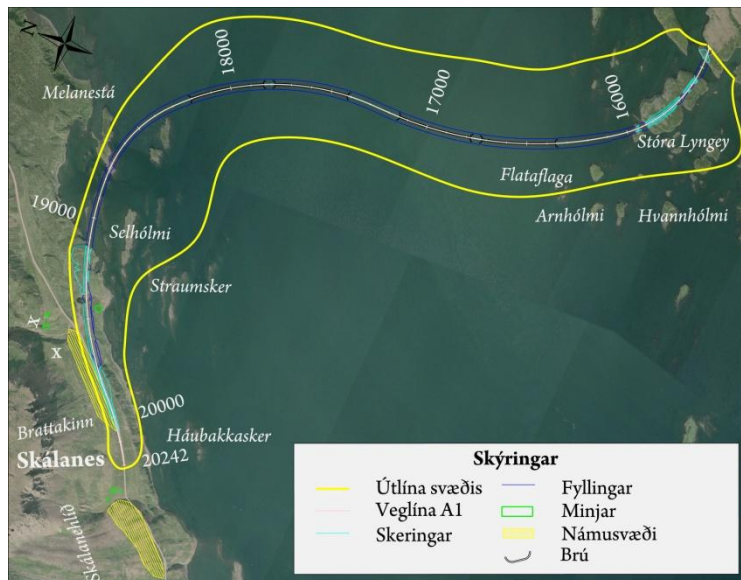 N
Melanestá
18000
17000
16000
Stóra Lyngey
Flataflaga
Arnhólmi
Hvannhólmi
19000
Selhólmi
Straumsker
X
X
Brattakinn
20000
Háubakkasker
Skálanes
20242
Skálaneshlíð
Skýringar
Útlína svæðis
Fyllingar
Veglína A1
Minjar
Skeringar
Námusvæði
Brú